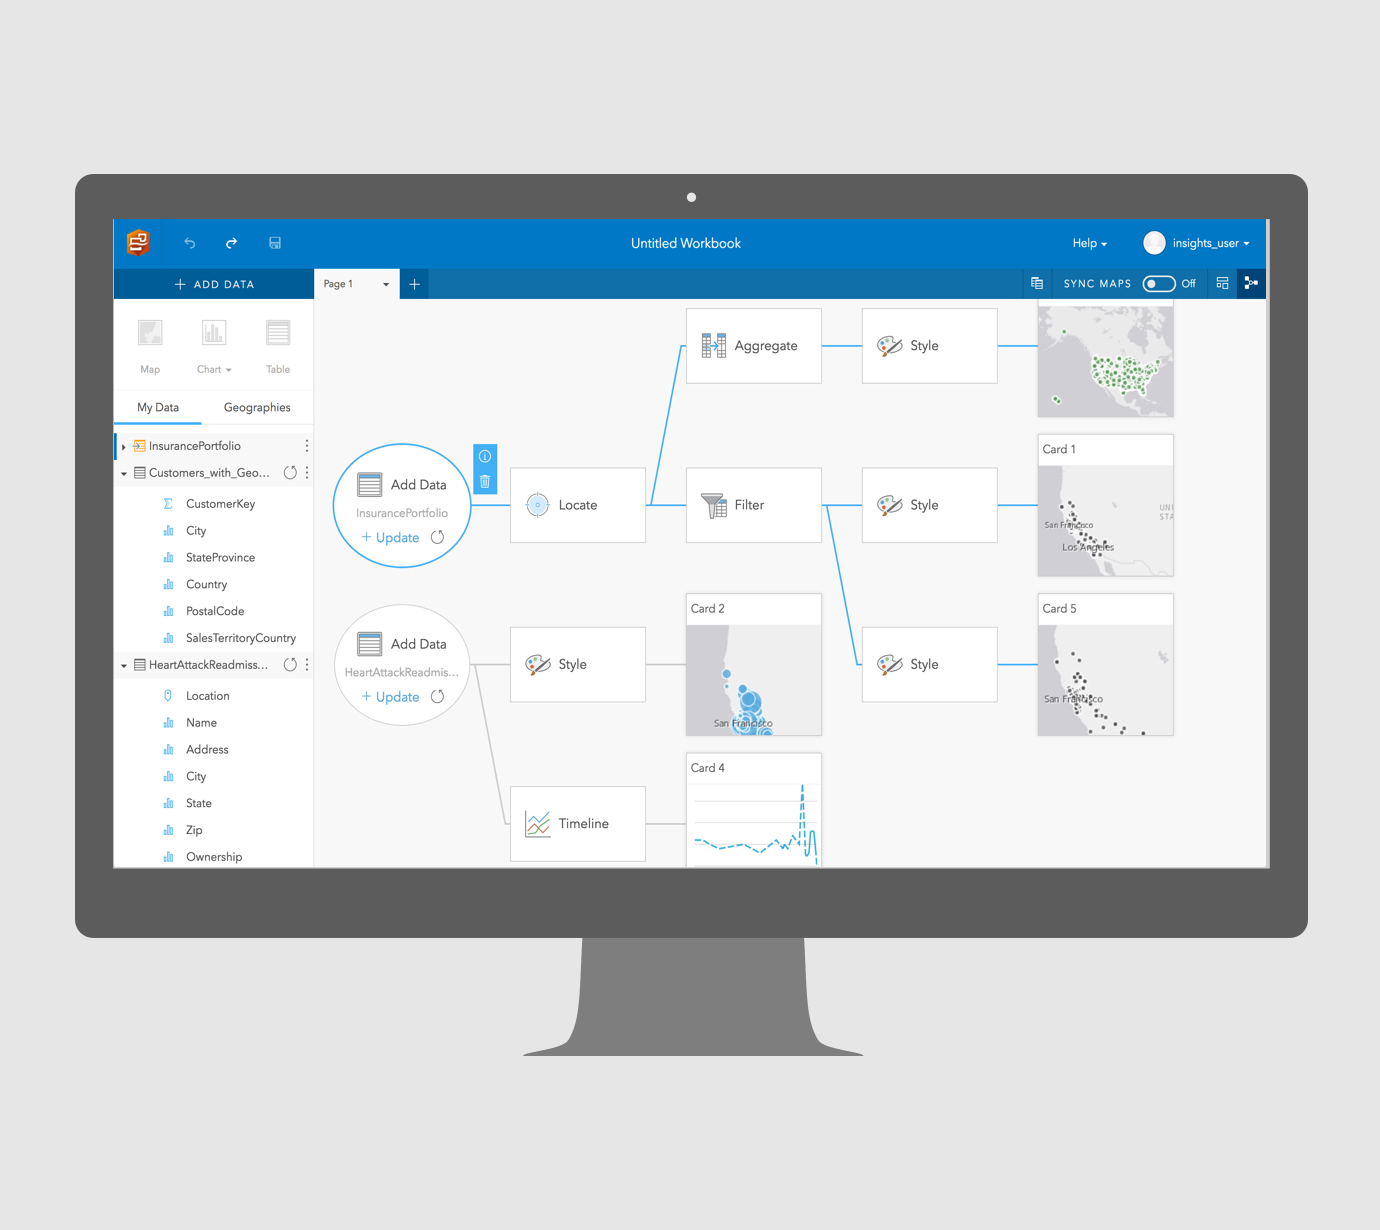 Untitled Workbook
Help
insights_user
+ ADD DATA
Page 1
+
SYNC MAPS
Off
Map
Chart
Table
My Data
Geographies
InsurancePortfolio
Customers_with_Geo...
CustomerKey
City
StateProvince
Country
PostalCode
SalesTerritoryCountry
HeartAttackReadmiss...
Location
Name
Address
City
State
Zip
Ownership
Aggregate
Style
Add Data
InsurancePortfolio
+ Update
Locate
Filter
Style
Card 1
UNI
STA
San Francisco
Los Angeles
Add Data
HeartAttackReadmis...
+ Update
Style
Card 2
San Francisco
Style
Card 5
San Francisco
Timeline
Card 4